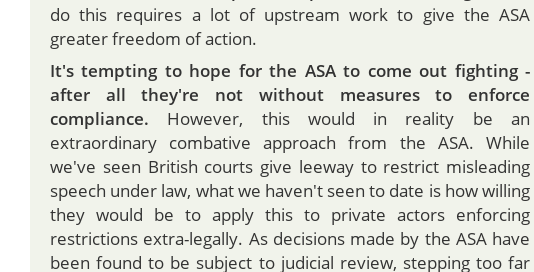 do this requires a lot of upstream work to give the ASA
greater freedom of action.
It's tempting to hope for the ASA to come out fighting -
after all they're not without measures to enforce
compliance. However, this would in reality be an
extraordinary combative approach from the ASA. While
we've seen British courts give leeway to restrict misleading
speech under law, what we haven't seen to date is how willing
they would be to apply this to private actors enforcing
restrictions extra-legally. As decisions made by the ASA have
been found to be subject to judicial review, stepping too far